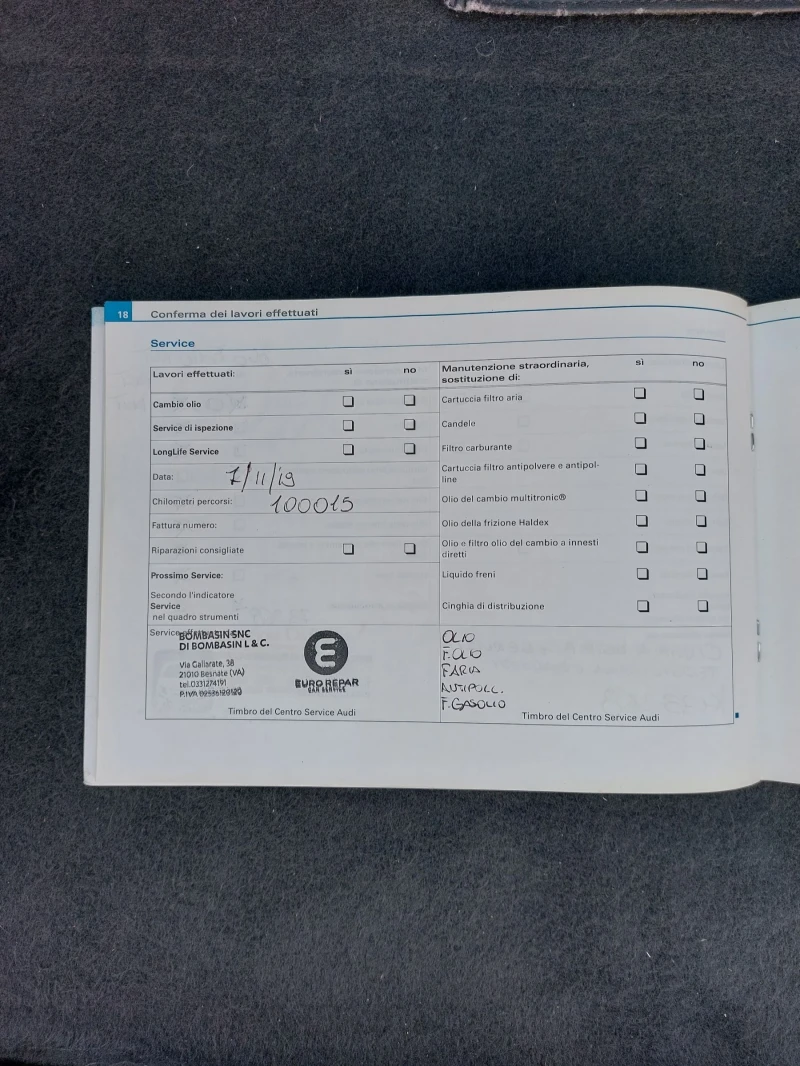 18 Conferma dei lavori effettuati
Service
Lavori effettuati: sì no
Cambio olio
Service di ispezione
LongLife Service
Data: 7/11/19
Chilometri percorsi: 100015
Fattura numero:
Riparazioni consigliate
Prossimo Service:
Secondo l'indicatore
Service
nel quadro strumenti
BOMBASIN SNC
DI BOMBASIN L & C.
Via Gallarate, 38
21010 Besnate (VA)
tel.0331274191
P.IVA
EURO REPAR
CAR SERVICE
Timbro del Centro Service Audi
Manutenzione straordinaria, sì no
sostituzione di:
Cartuccia filtro aria
Candele
Filtro carburante
Cartuccia filtro antipolvere e antipol-
line
Olio del cambio multitronic®
Olio della frizione Haldex
Olio e filtro olio del cambio a innesti
diretti
Liquido freni
Cinghia di distribuzione
OLIO
F.OLIO
FARIA
ANTIPOLL.
F.GASOLIO
Timbro del Centro Service Audi